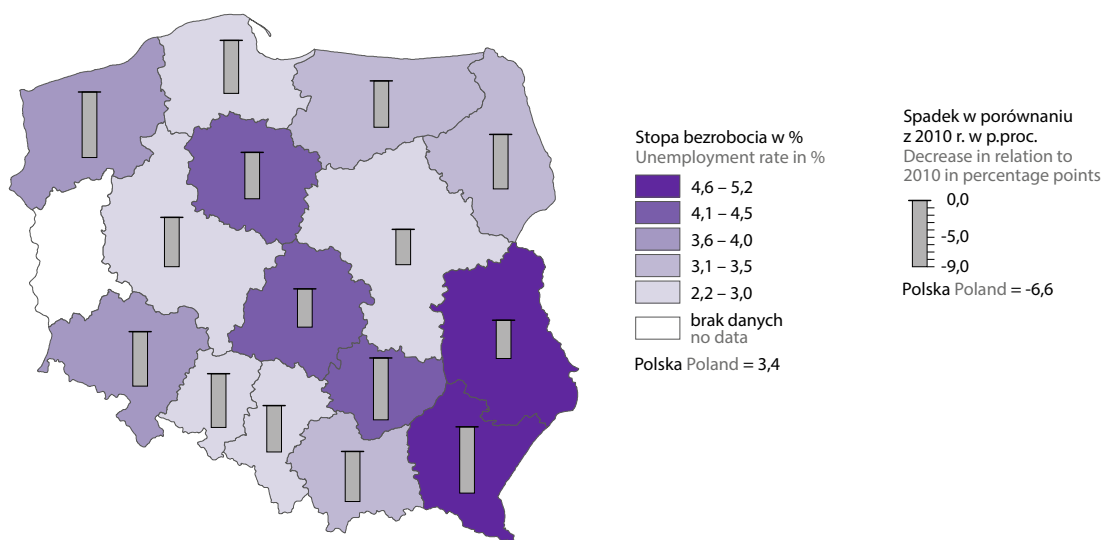 Stopa bezrobocia w %
Unemployment rate in %
4,6 – 5,2
4,1 – 4,5
3,6 – 4,0
3,1 – 3,5
2,2 – 3,0
brak danych
no data
Polska Poland = 3,4
Spadek w porównaniu
z 2010 r. w p.proc.
Decrease in relation to
2010 in percentage points
0,0
-5,0
-9,0
Polska Poland = -6,6